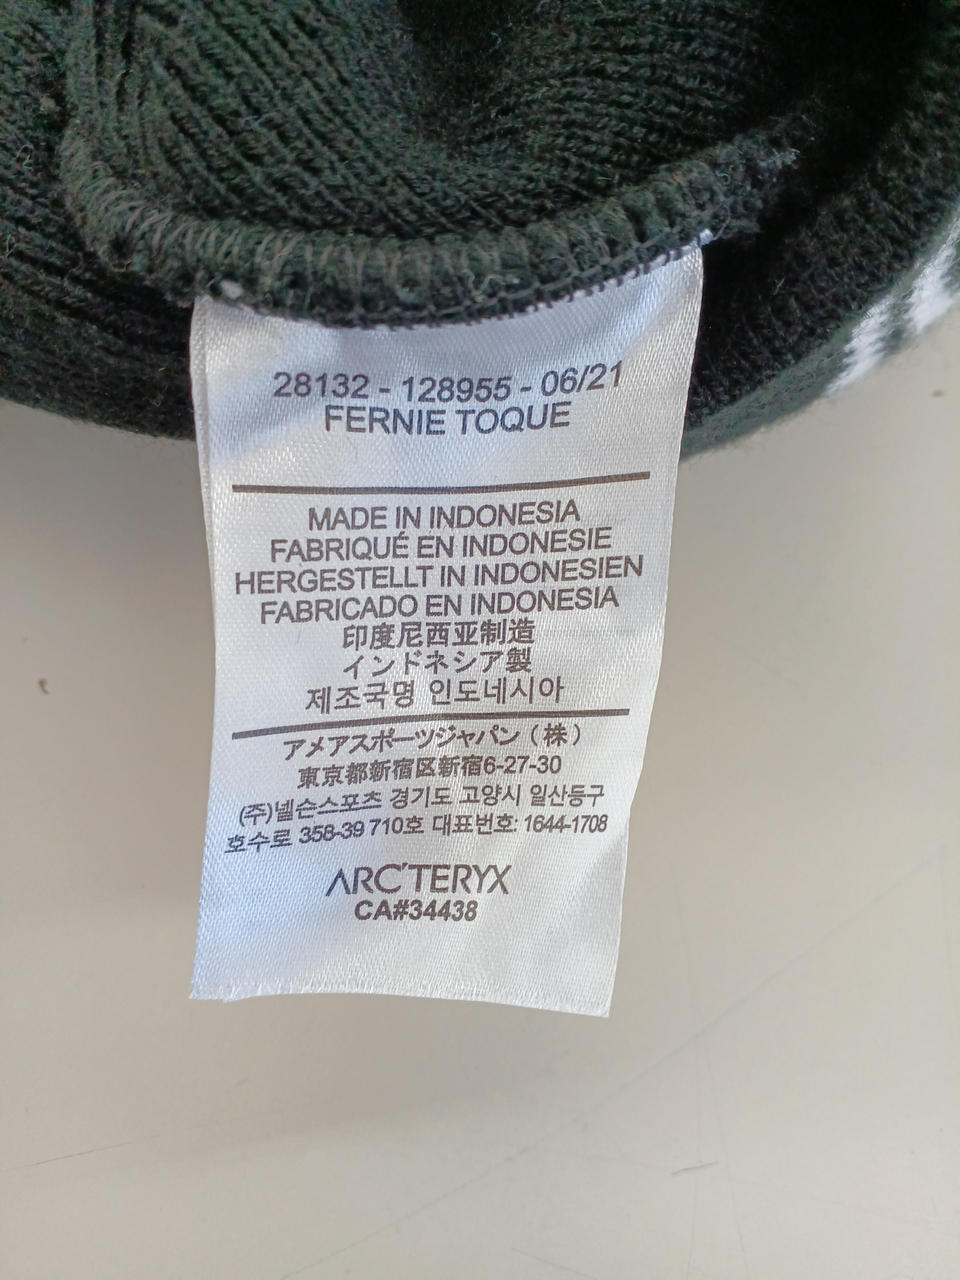 28132 - 128955 - 06/21
FERNIE TOQUE
MADE IN INDONESIA
FABRIQUÉ EN INDONESIE
HERGESTELLT IN INDONESIEN
FABRICADO EN INDONESIA
印度尼西亚制造
インドネシア製
제조국명 인도네시아
アメアスポーツジャパン（株）
東京都新宿区新宿6-27-30
(주)넬슨스포츠 경기도 고양시 일산동구
호수로 358-39 710호 대표번호: 1644-1708
ARC'TERYX
CA#34438